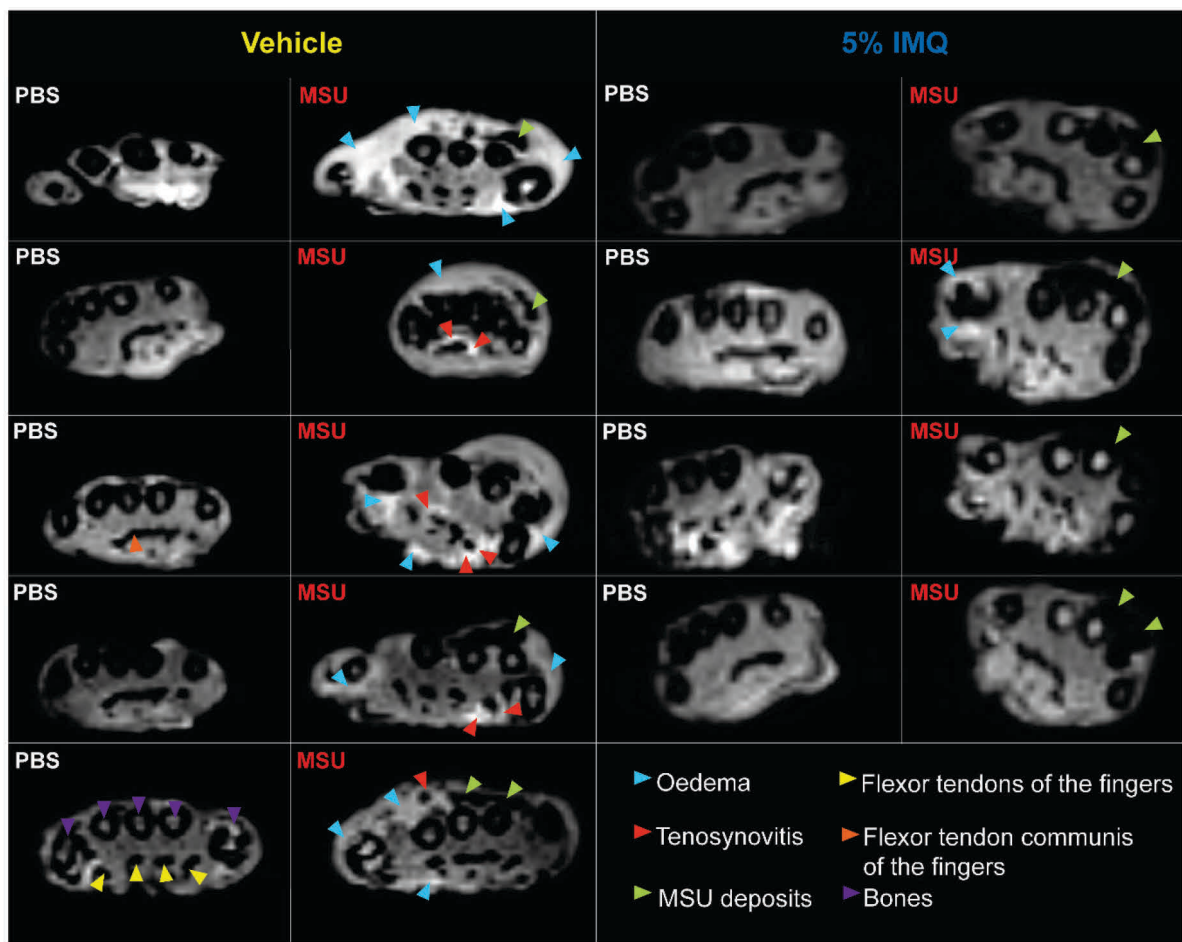 Vehicle
5% IMQ
PBS
MSU
PBS
MSU
PBS
MSU
PBS
MSU
PBS
MSU
PBS
MSU
PBS
MSU
PBS
MSU
PBS
MSU
Oedema
Flexor tendons of the fingers
Tenosynovitis
Flexor tendon communis
of the fingers
MSU deposits
Bones